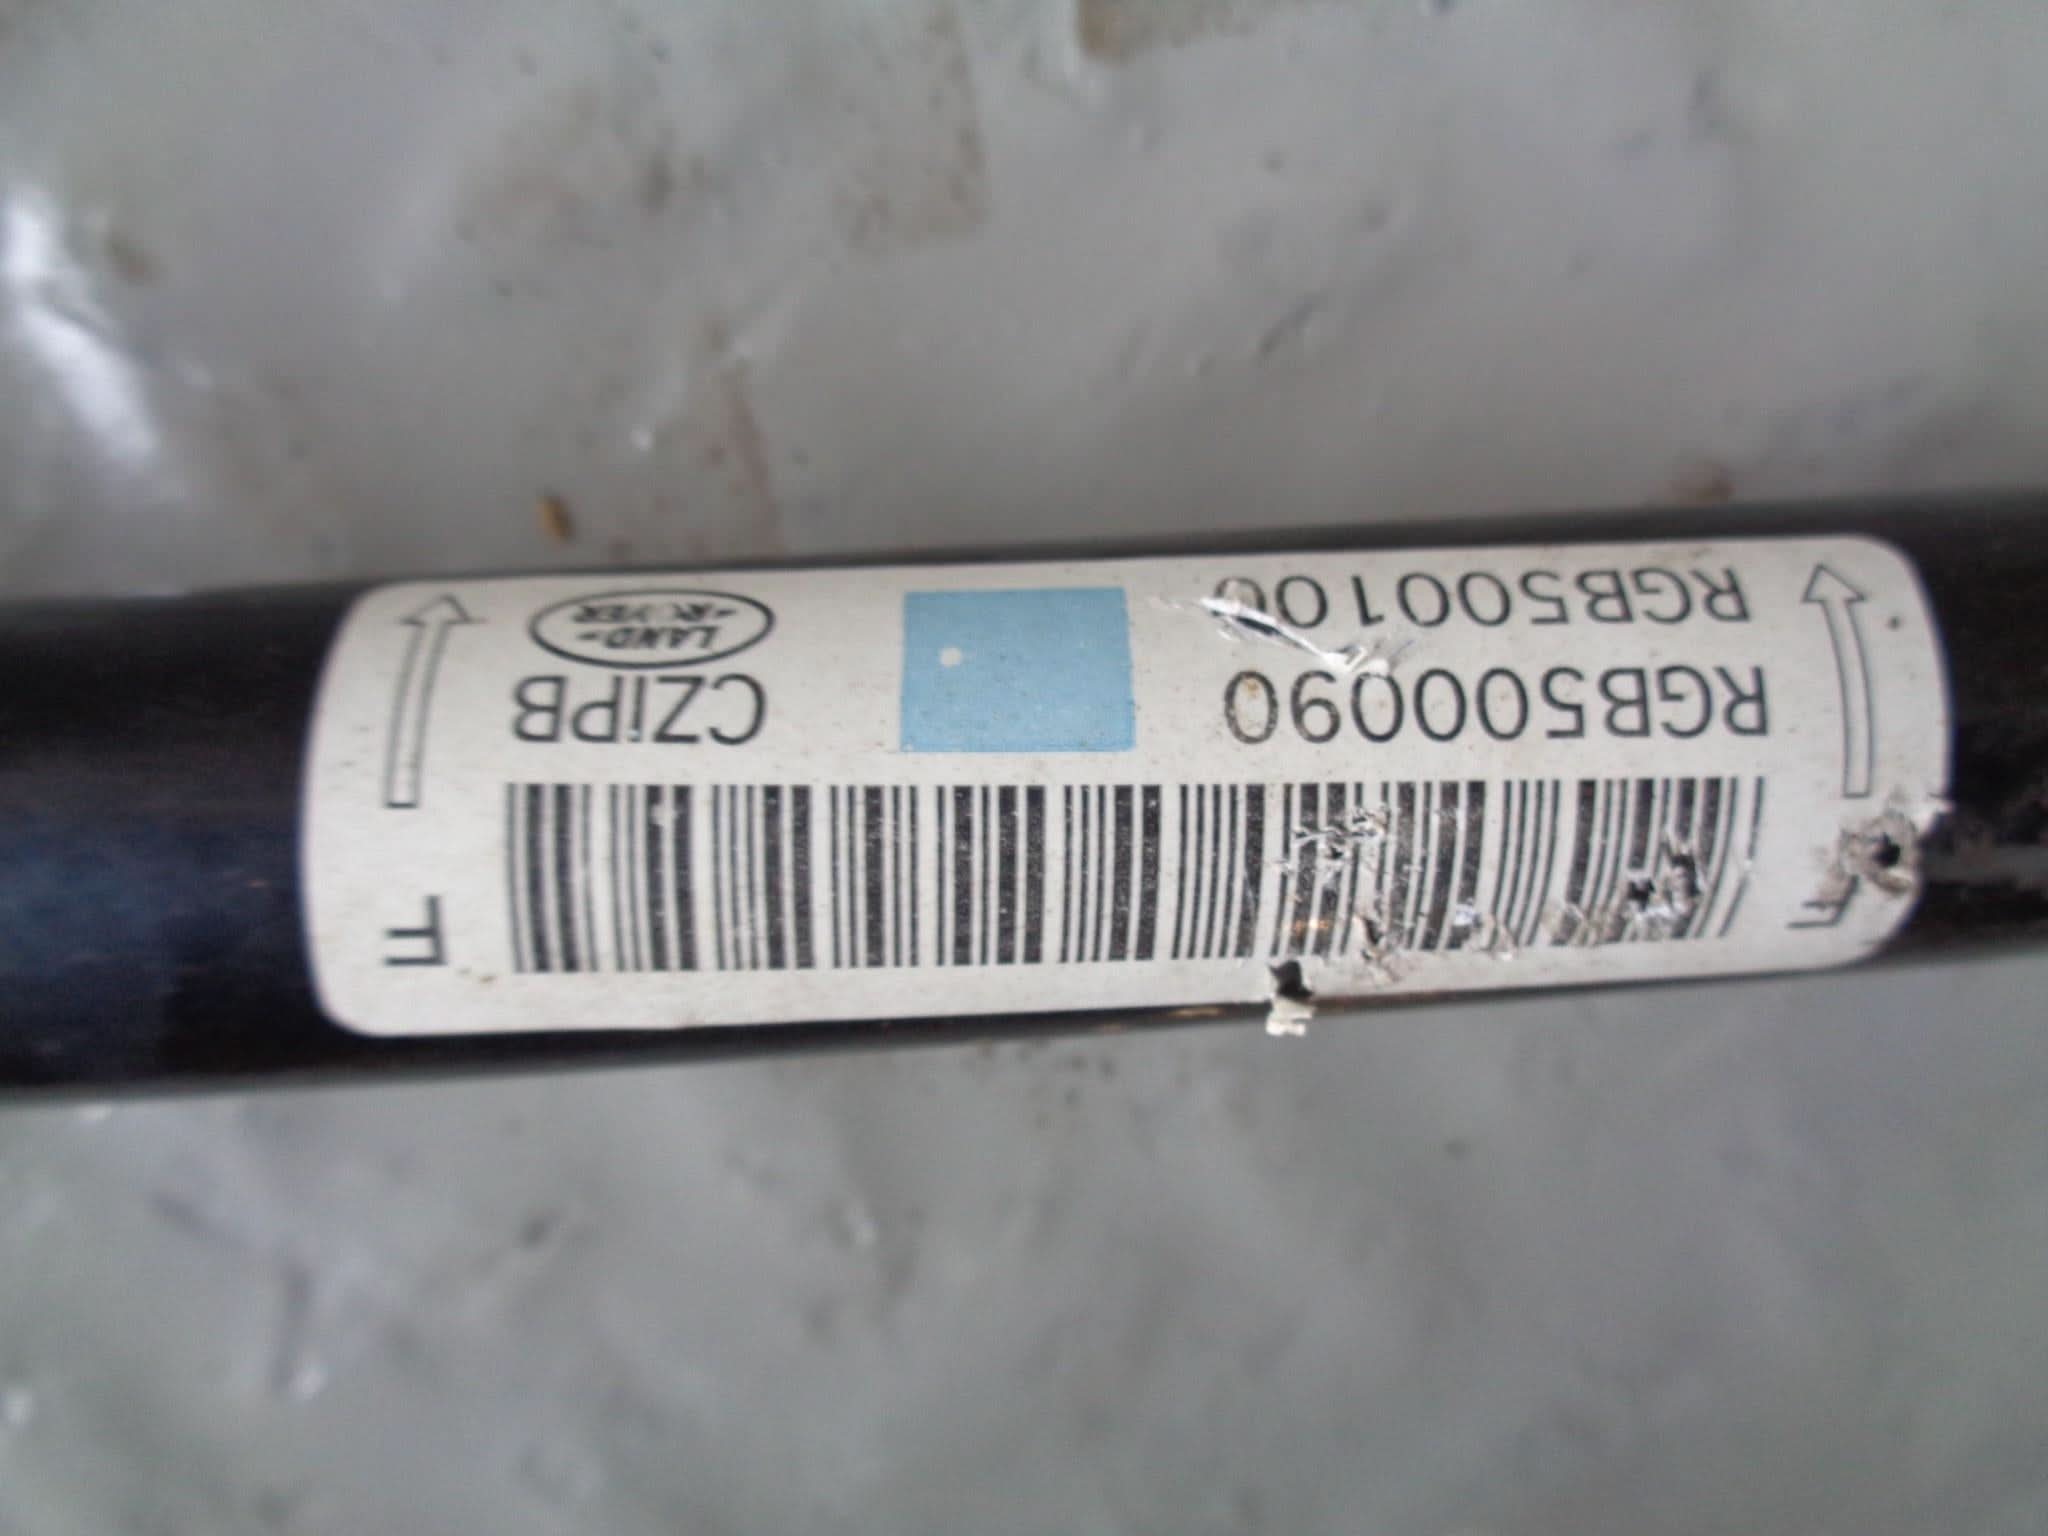 F
F
RGB500090
CZiPB
RGB500100
LAND-
-ROVER